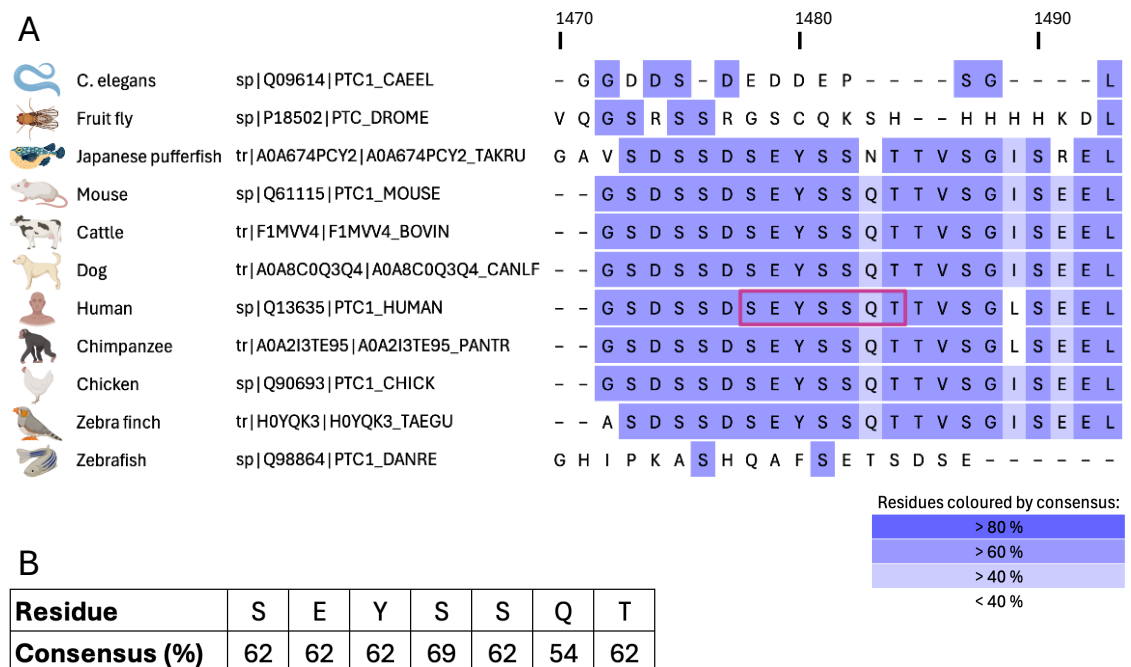 A
1470 1480 1490
C. elegans sp|Q09614|PTC1_CAEEL - G G D D S - D E D D E P - - - - S G - - - - L
Fruit fly sp|P18502|PTC_DROME V Q G S R S S R G S C Q K S H - - H H H H K D L
Japanese pufferfish tr|A0A674PCY2|A0A674PCY2_TAKRU G A V S D S S D S E Y S S N T T V S G I S R E L
Mouse sp|Q61115|PTC1_MOUSE - - G S D S S D S E Y S S Q T T V S G I S E E L
Cattle tr|F1MVV4|F1MVV4_BOVIN - - G S D S S D S E Y S S Q T T V S G I S E E L
Dog tr|A0A8C0Q3Q4|A0A8C0Q3Q4_CANLF - - G S D S S D S E Y S S Q T T V S G I S E E L
Human sp|Q13635|PTC1_HUMAN - - G S D S S D S E Y S S Q T T V S G L S E E L
Chimpanzee tr|A0A2I3TE95|A0A2I3TE95_PANTR - - G S D S S D S E Y S S Q T T V S G L S E E L
Chicken sp|Q90693|PTC1_CHICK - - G S D S S D S E Y S S Q T T V S G I S E E L
Zebra finch tr|H0YQK3|H0YQK3_TAEGU - - A S D S S D S E Y S S Q T T V S G I S E E L
Zebrafish sp|Q98864|PTC1_DANRE G H I P K A S H Q A F S E T S D S E - - - - - -
Residues coloured by consensus:
> 80 %
> 60 %
> 40 %
< 40 %
B
Residue S E Y S S Q T
Consensus (%) 62 62 62 69 62 54 62